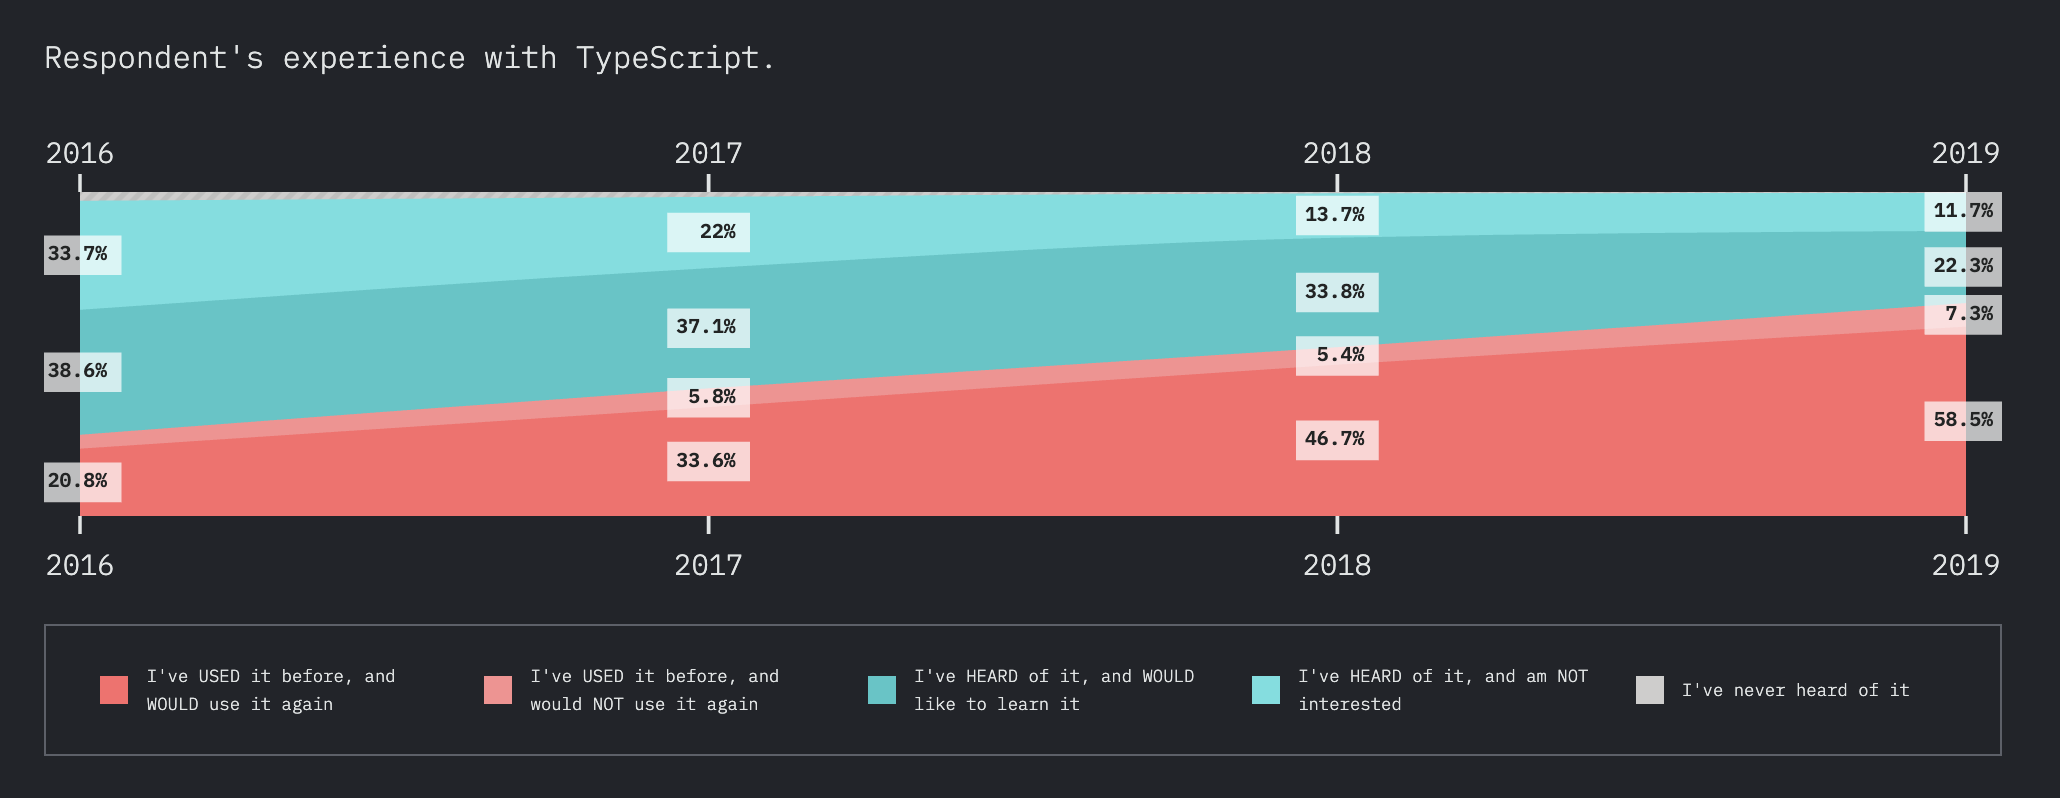 Respondent's experience with TypeScript.
2016 2017 2018 2019
33.7% 22% 13.7% 11.7%
38.6% 37.1% 33.8% 22.3%
5.8% 5.4% 7.3%
20.8% 33.6% 46.7% 58.5%
2016 2017 2018 2019
I've USED it before, and
WOULD use it again
I've USED it before, and
would NOT use it again
I've HEARD of it, and WOULD
like to learn it
I've HEARD of it, and am NOT
interested
I've never heard of it